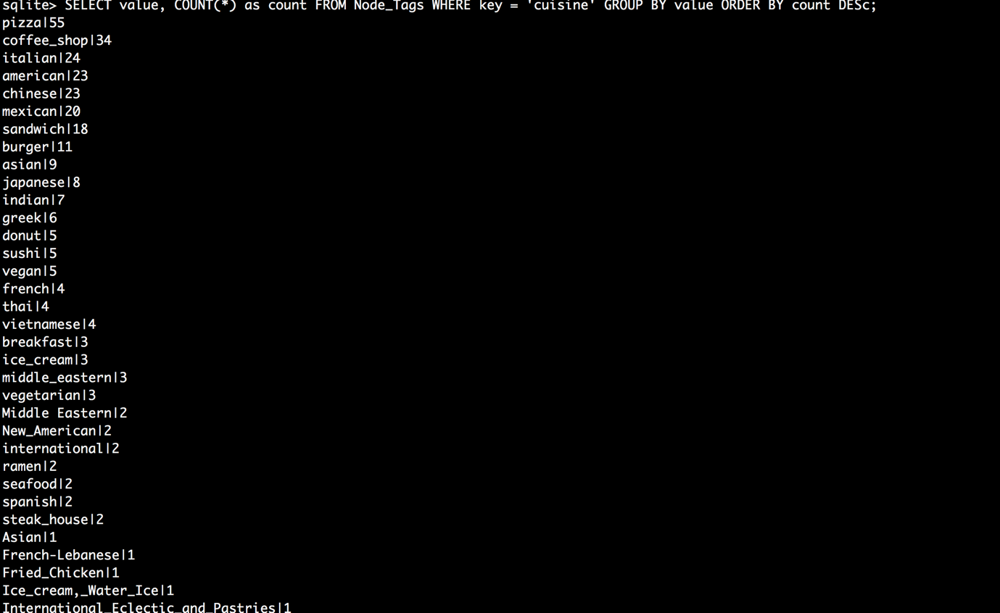 sqlite> SELECT value, COUNT(*) as count FROM Node_Tags WHERE key = 'cuisine' GROUP BY value ORDER BY count DESc;
pizza|55
coffee_shop|34
italian|24
american|23
chinese|23
mexican|20
sandwich|18
burger|11
asian|9
japanese|8
indian|7
greek|6
donut|5
sushi|5
vegan|5
french|4
thai|4
vietnamese|4
breakfast|3
ice_cream|3
middle_eastern|3
vegetarian|3
Middle Eastern|2
New_American|2
international|2
ramen|2
seafood|2
spanish|2
steak_house|2
Asian|1
French-Lebanese|1
Fried_Chicken|1
Ice_cream,_Water_Ice|1
International_Eclectic_and_Pastries|1